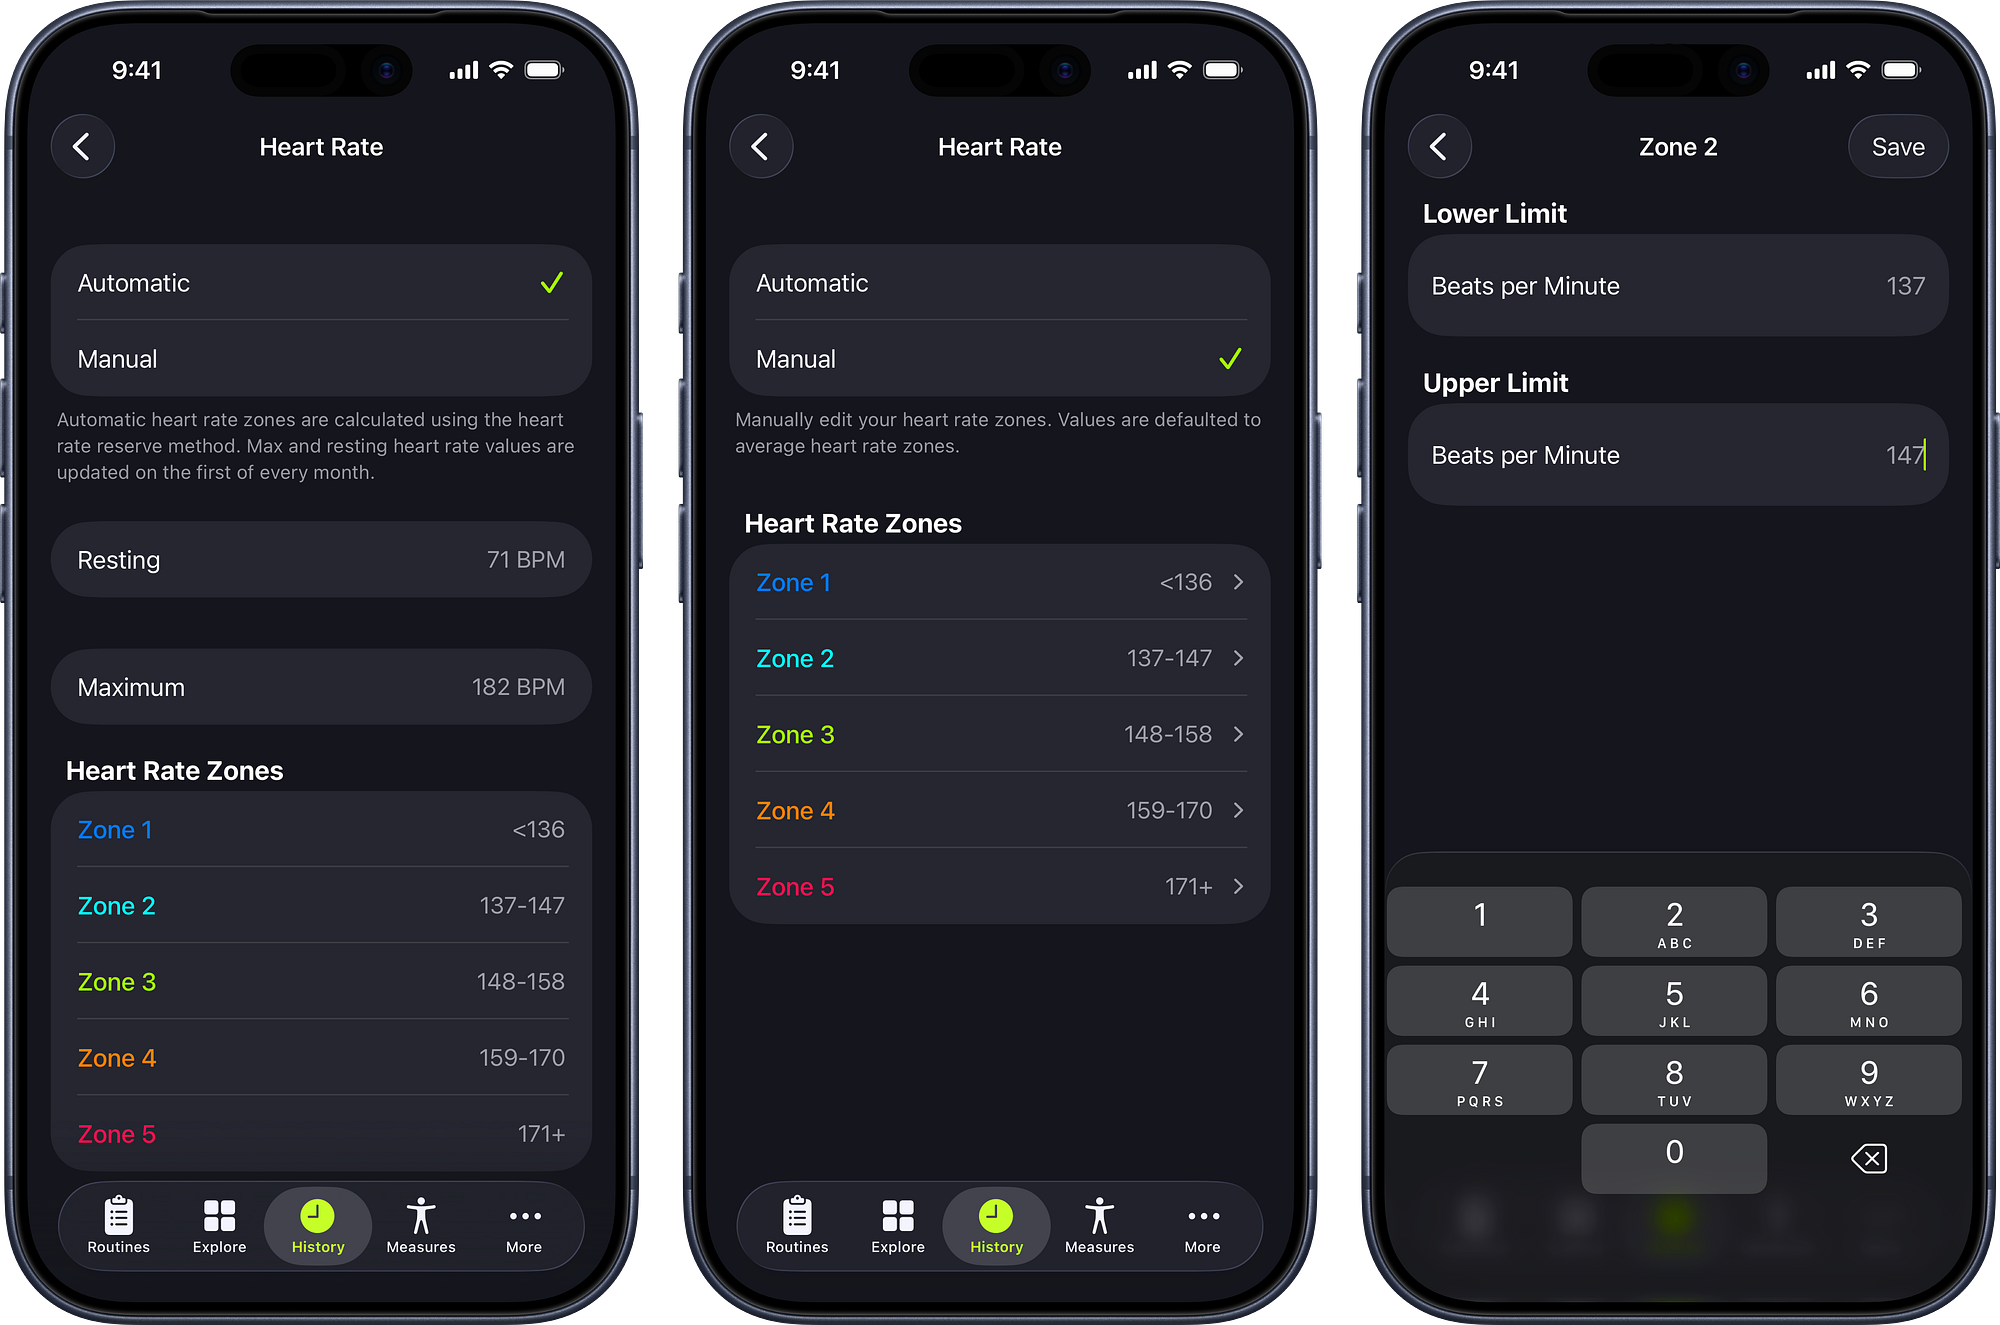 9:41
Heart Rate
Automatic
Manual
Automatic heart rate zones are calculated using the heart
rate reserve method. Max and resting heart rate values are
updated on the first of every month.
Resting 71 BPM
Maximum 182 BPM
Heart Rate Zones
Zone 1 <136
Zone 2 137-147
Zone 3 148-158
Zone 4 159-170
Zone 5 171+
Routines Explore History Measures More
9:41
Heart Rate
Automatic
Manual
Manually edit your heart rate zones. Values are defaulted to
average heart rate zones.
Heart Rate Zones
Zone 1 <136
Zone 2 137-147
Zone 3 148-158
Zone 4 159-170
Zone 5 171+
Routines Explore History Measures More
9:41
Zone 2 Save
Lower Limit
Beats per Minute 137
Upper Limit
Beats per Minute 147
1 2 3
ABC DEF
4 5 6
GHI JKL MNO
7 8 9
PQRS TUV WXYZ
0